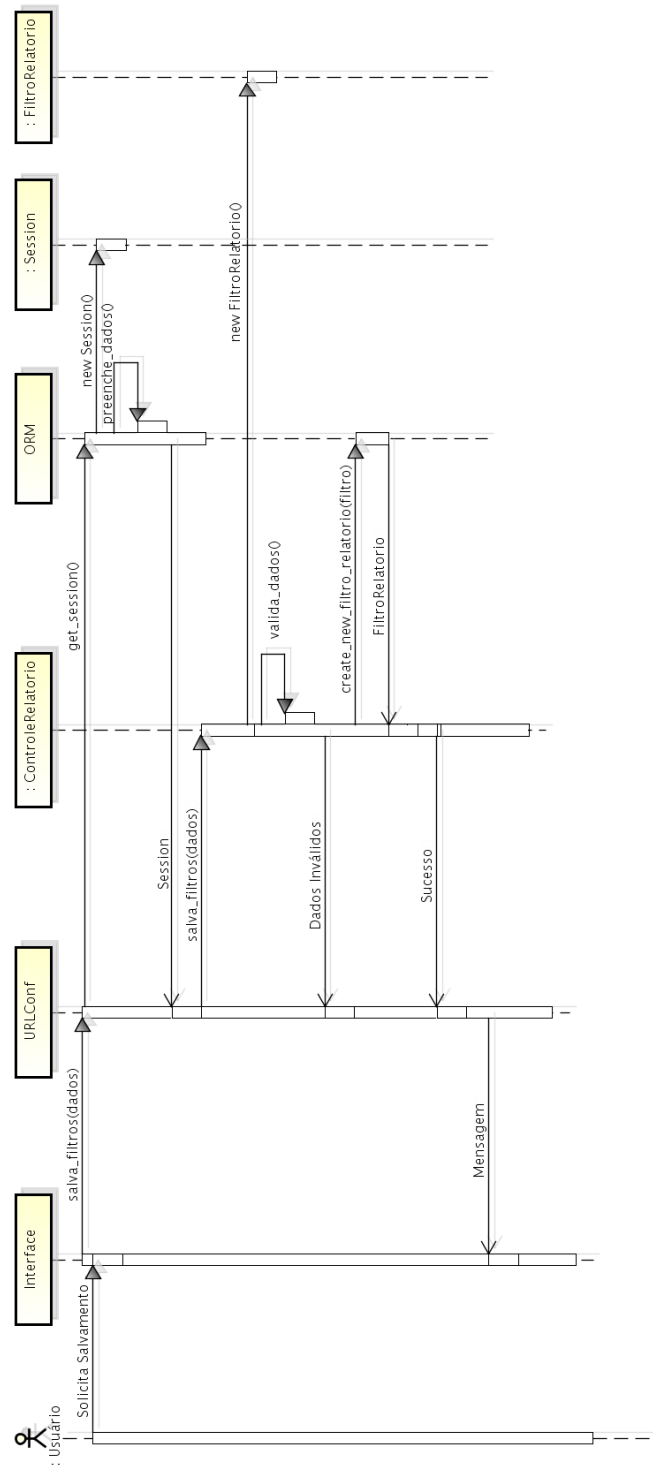 : Usuário
Interface
URLConf
: ControleRelatorio
ORM
: Session
: FiltroRelatorio
Solicita Salvamento
salva_filtros(dados)
get_session()
new Session()
preenche_dados()
Session
salva_filtros(dados)
new FiltroRelatorio()
valida_dados()
Dados Inválidos
create_new_filtro_relatorio(filtro)
FiltroRelatorio
Sucesso
Mensagem